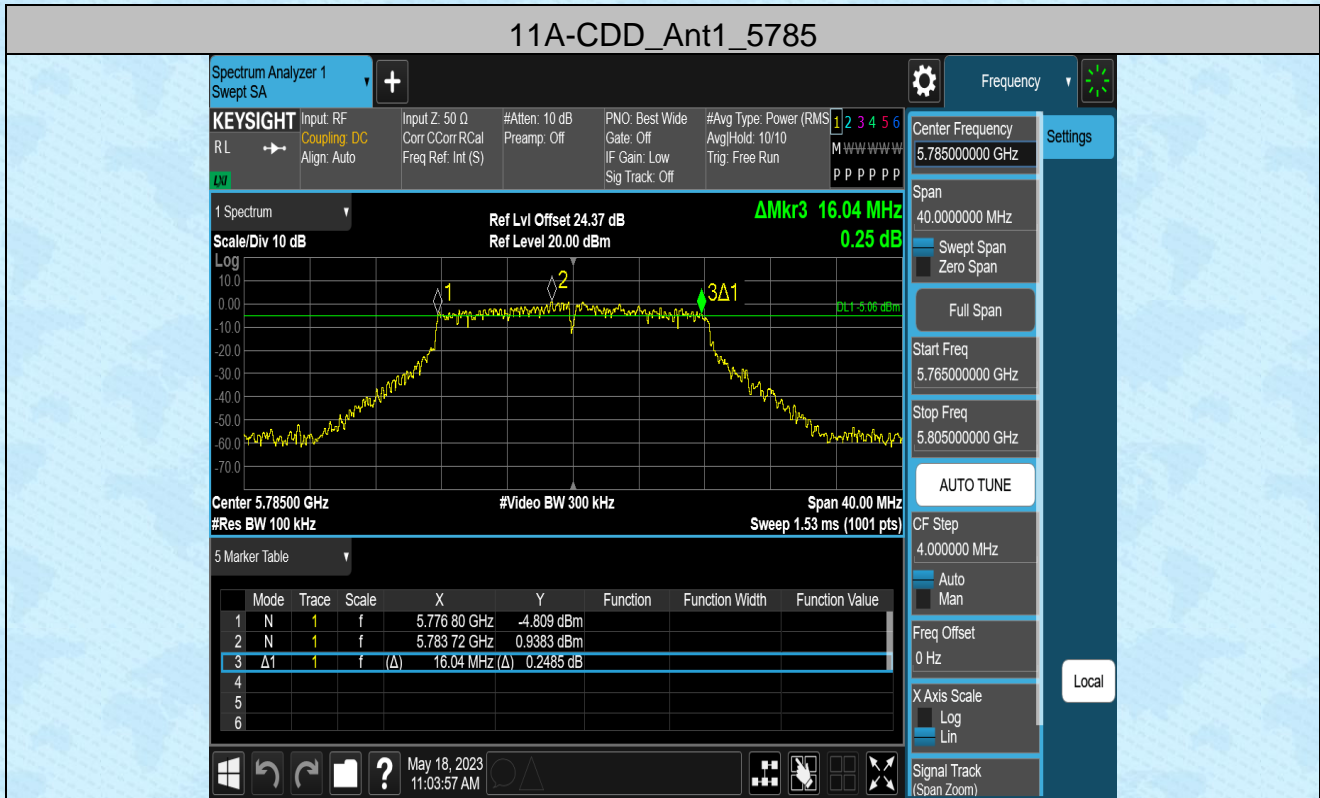 11A-CDD_Ant1_5785
Spectrum Analyzer 1
Swept SA
+
Frequency
KEYSIGHT
RL
LXI
Input: RF
Coupling: DC
Align: Auto
Input Z: 50 Ω
Corr CCorr RCal
Freq Ref: Int (S)
#Atten: 10 dB
Preamp: Off
PNO: Best Wide
Gate: Off
IF Gain: Low
Sig Track: Off
#Avg Type: Power (RMS
Avg|Hold: 10/10
Trig: Free Run
1 2 3 4 5 6
M W W W W W
P P P P P P
1 Spectrum
Scale/Div 10 dB
Ref Lvl Offset 24.37 dB
Ref Level 20.00 dBm
ΔMkr3 16.04 MHz
0.25 dB
Log
10.0
0.00
-10.0
-20.0
-30.0
-40.0
-50.0
-60.0
-70.0
1
2
3Δ1
DL1 -5.06 dBm
Center 5.78500 GHz
#Res BW 100 kHz
#Video BW 300 kHz
Span 40.00 MHz
Sweep 1.53 ms (1001 pts)
5 Marker Table
Mode Trace Scale X Y Function Function Width Function Value
1 N 1 f 5.776 80 GHz -4.809 dBm
2 N 1 f 5.783 72 GHz 0.9383 dBm
3 Δ1 1 f (Δ) 16.04 MHz (Δ) 0.2485 dB
4
5
6
?
May 18, 2023
11:03:57 AM
Center Frequency
5.785000000 GHz
Settings
Span
40.0000000 MHz
Swept Span
Zero Span
Full Span
Start Freq
5.765000000 GHz
Stop Freq
5.805000000 GHz
AUTO TUNE
CF Step
4.000000 MHz
Auto
Man
Freq Offset
0 Hz
X Axis Scale
Log
Lin
Local
Signal Track
(Span Zoom)